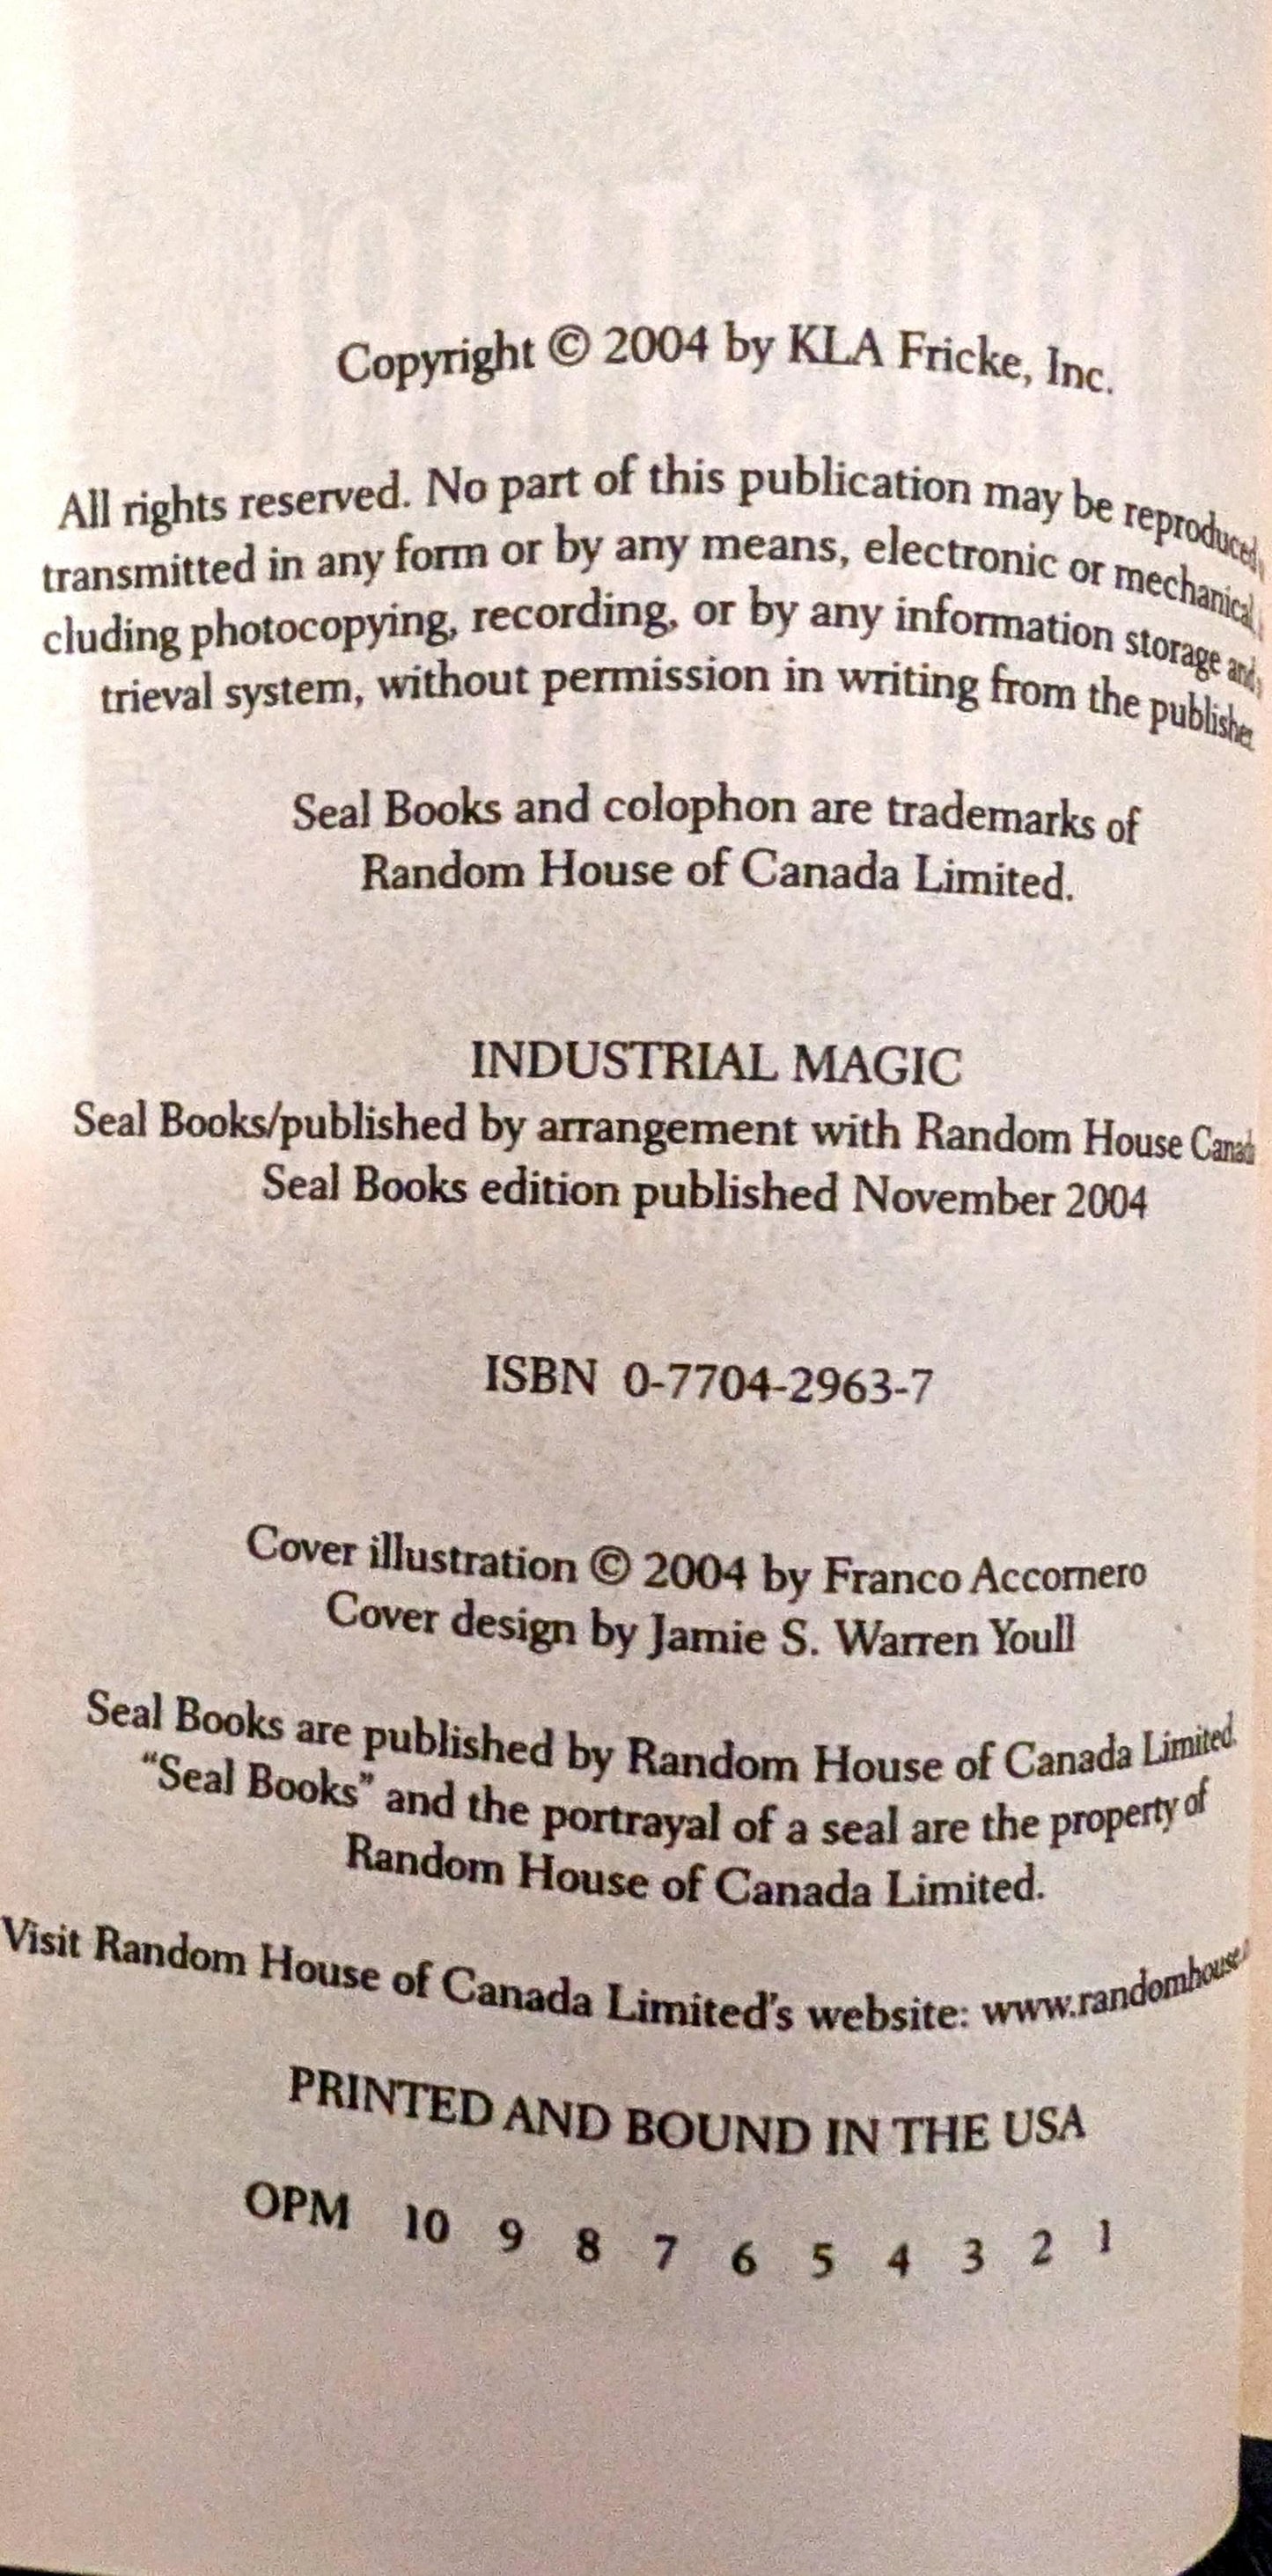 Copyright © 2004 by KLA Fricke, Inc.
All rights reserved. No part of this publication may be reproduced,
transmitted in any form or by any means, electronic or mechanical,
cluding photocopying, recording, or by any information storage and
trieval system, without permission in writing from the publisher.
Seal Books and colophon are trademarks of
Random House of Canada Limited.
INDUSTRIAL MAGIC
Seal Books/published by arrangement with Random House Canada
Seal Books edition published November 2004
ISBN 0-7704-2963-7
Cover illustration © 2004 by Franco Accornero
Cover design by Jamie S. Warren Youll
Seal Books are published by Random House of Canada Limited.
"Seal Books" and the portrayal of a seal are the property of
Random House of Canada Limited.
Visit Random House of Canada Limited's website: www.randomhouse.
PRINTED AND BOUND IN THE USA
OPM 10 9 8 7 6 5 4 3 2 1